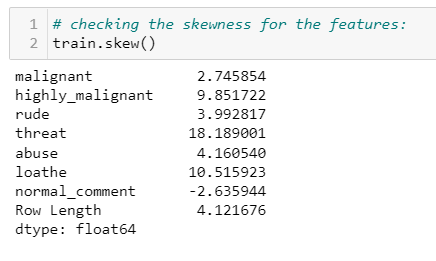 1 # checking the skewness for the features:
2 train.skew()
malignant 2.745854
highly_malignant 9.851722
rude 3.992817
threat 18.189001
abuse 4.160540
loathe 10.515923
normal_comment -2.635944
Row Length 4.121676
dtype: float64